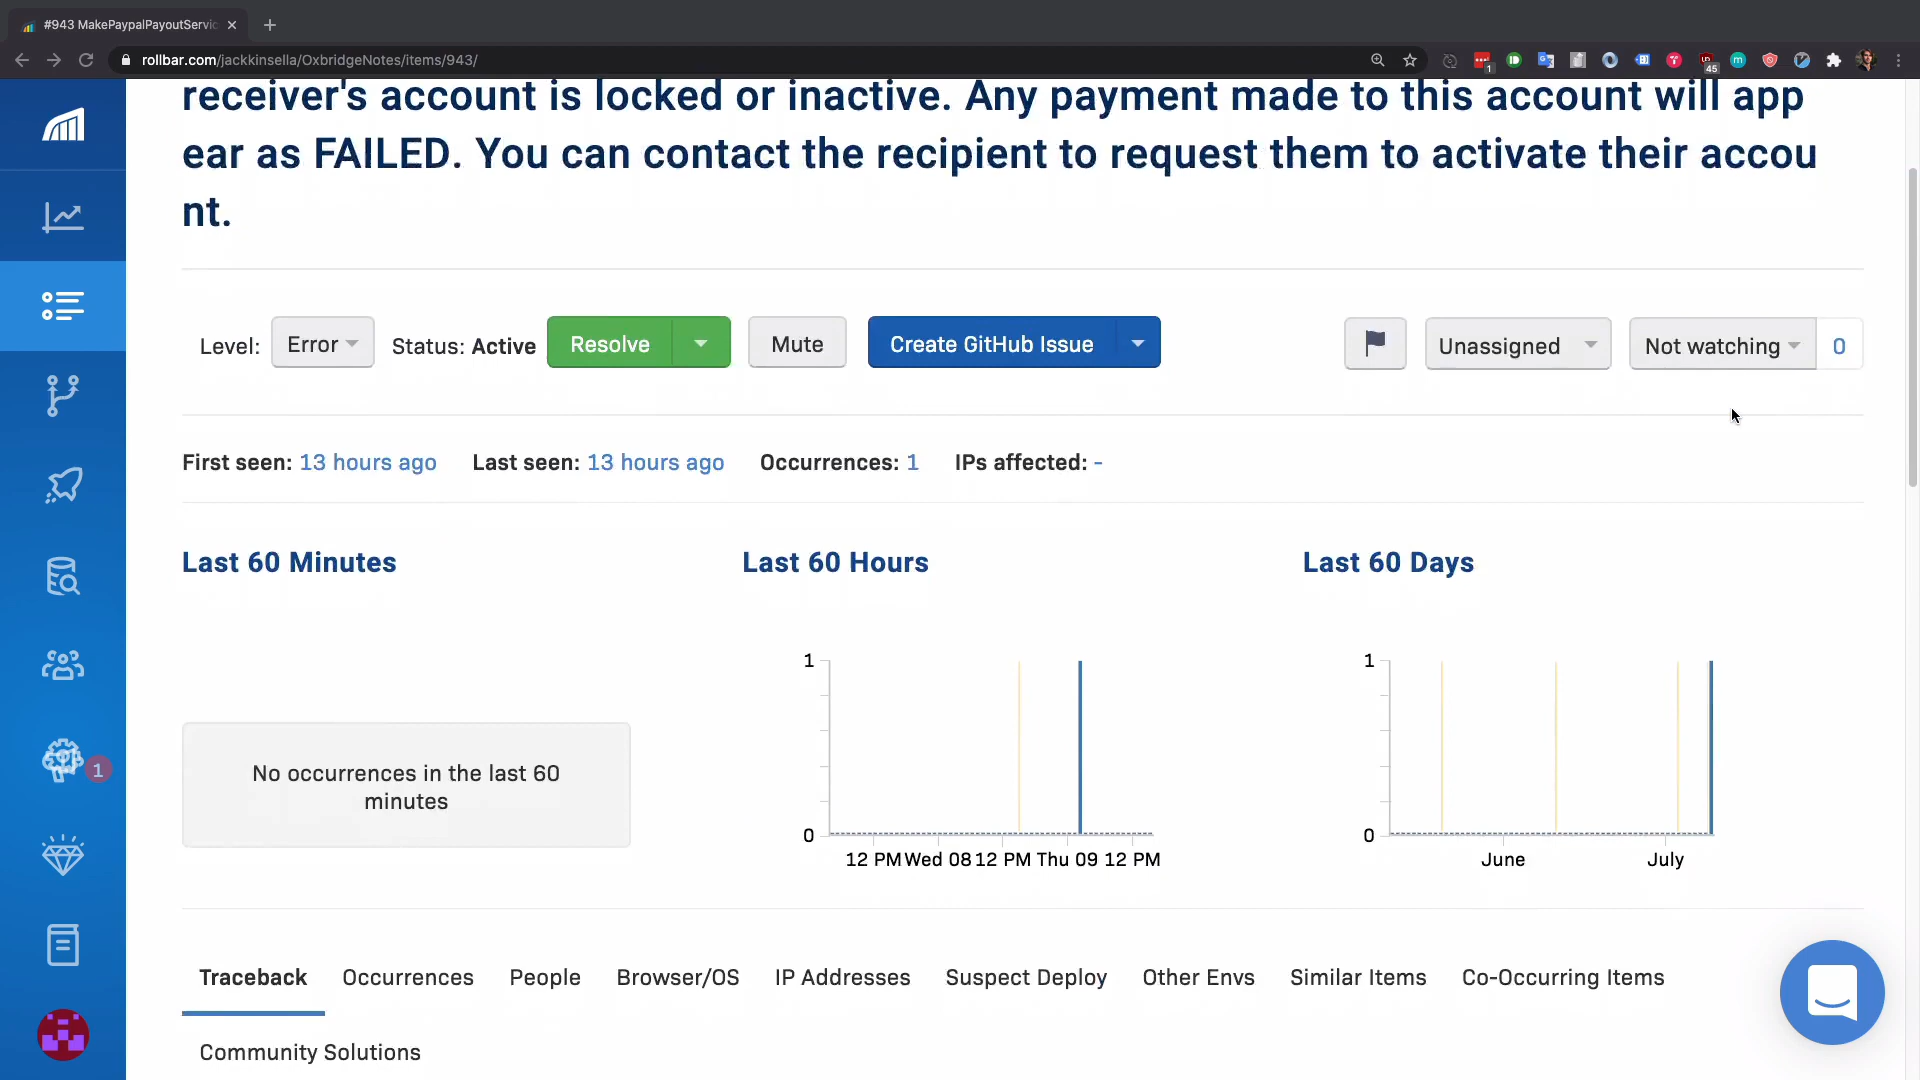 #943 MakePaypalPayoutServic
rollbar.com/jackkinsella/OxbridgeNotes/items/943/
1
45
receiver's account is locked or inactive. Any payment made to this account will app
ear as FAILED. You can contact the recipient to request them to activate their accou
nt.
Level: Error Status: Active Resolve Mute Create GitHub Issue Unassigned Not watching 0
First seen: 13 hours ago Last seen: 13 hours ago Occurrences: 1 IPs affected: -
Last 60 Minutes Last 60 Hours Last 60 Days
No occurrences in the last 60
minutes
1
0
12 PM Wed 08 12 PM Thu 09 12 PM
1
0
June July
1
Traceback Occurrences People Browser/OS IP Addresses Suspect Deploy Other Envs Similar Items Co-Occurring Items
Community Solutions